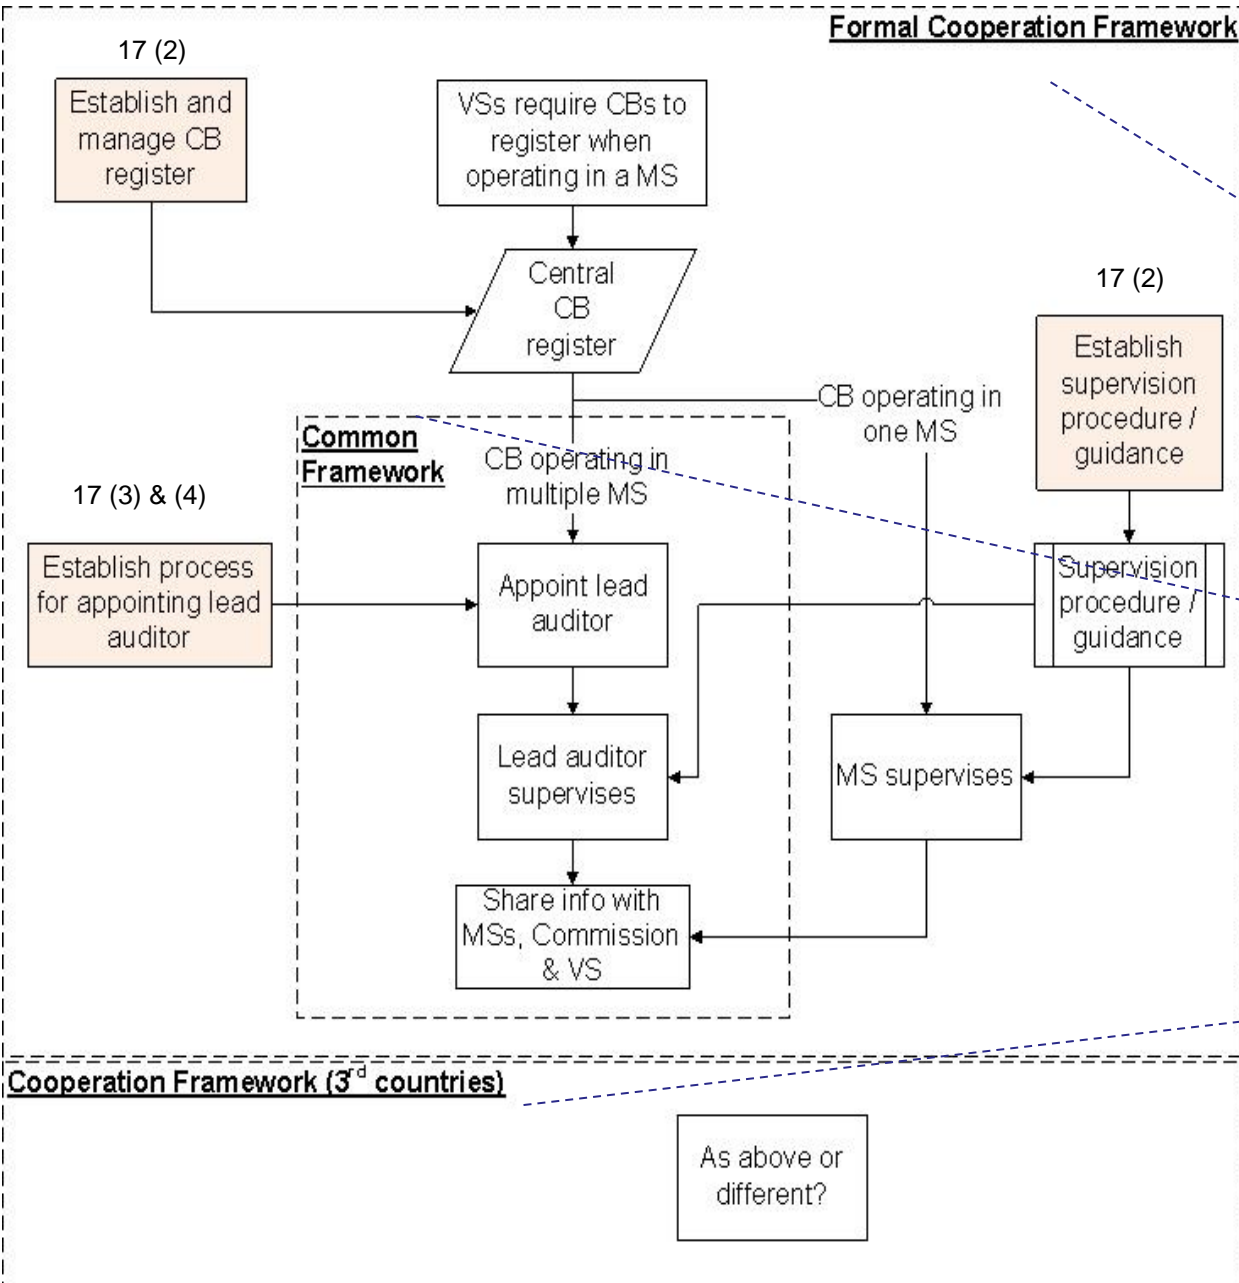 Formal Cooperation Framework
17 (2)
Establish and
manage CB
register
VSs require CBs to
register when
operating in a MS
Central
CB
register
17 (2)
Establish
supervision
procedure /
guidance
CB operating in
one MS
Common
Framework
CB operating in
multiple MS
17 (3) & (4)
Establish process
for appointing lead
auditor
Appoint lead
auditor
Supervision
procedure /
guidance
Lead auditor
supervises
MS supervises
Share info with
MSs, Commission
& VS
Cooperation Framework (3rd countries)
As above or
different?